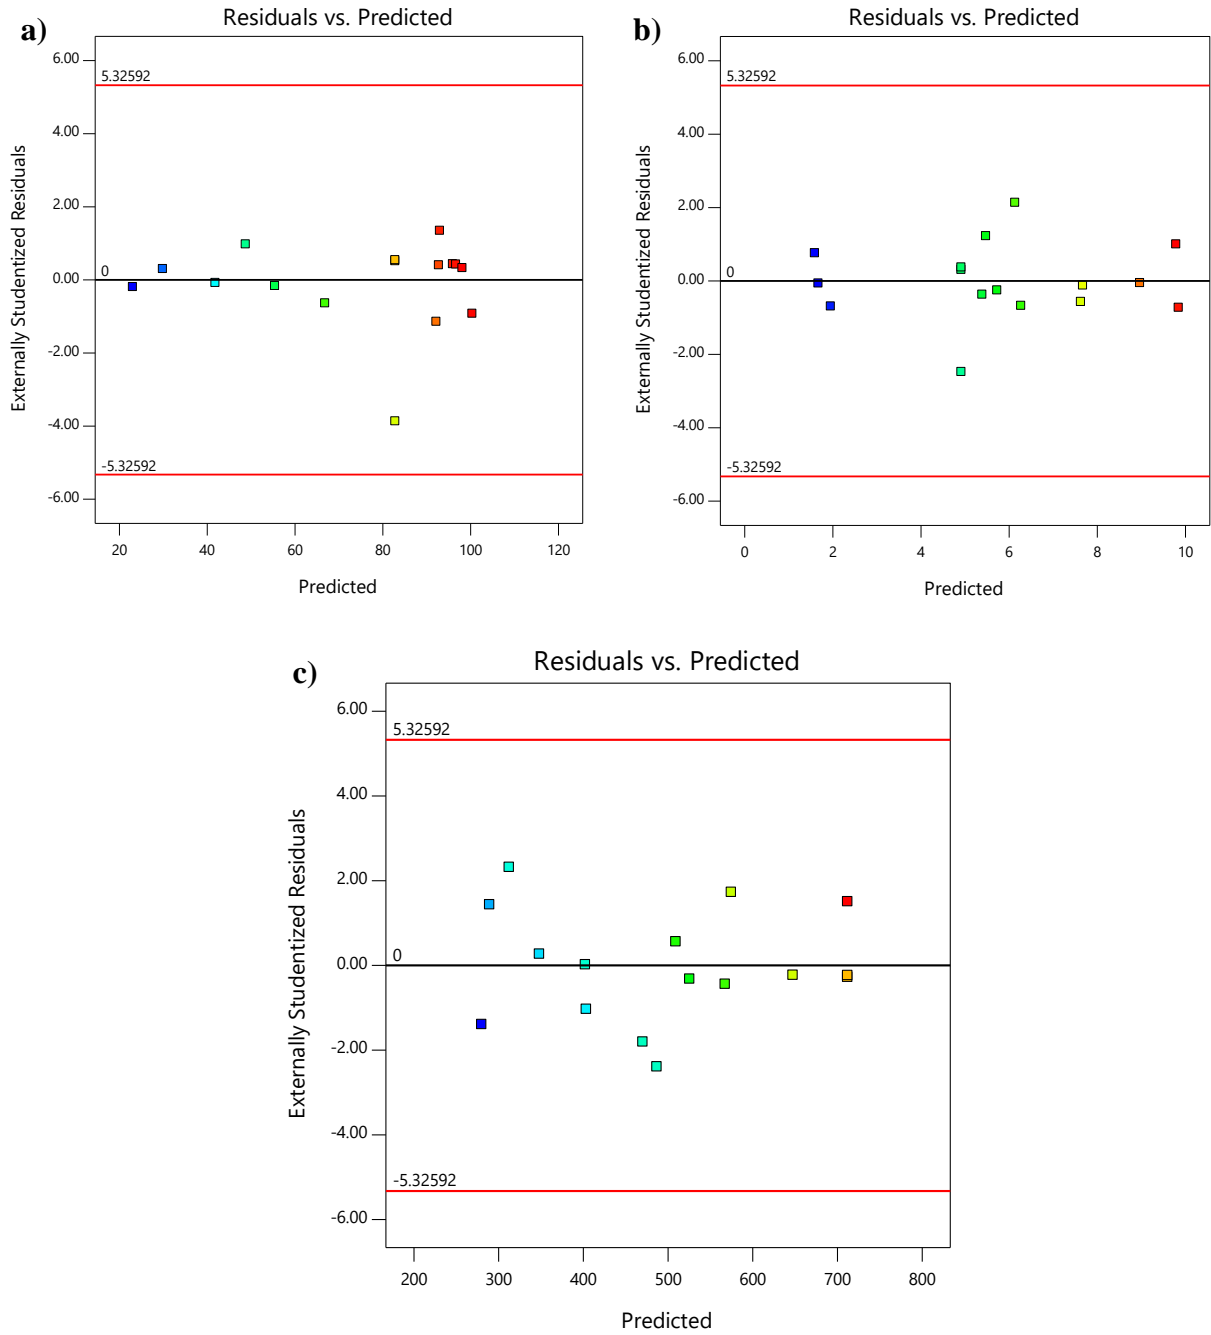 a)
Residuals vs. Predicted
Externally Studentized Residuals
6.00
4.00
2.00
0.00
-2.00
-4.00
-6.00
5.32592
0
-5.32592
20 40 60 80 100 120
Predicted
b)
Residuals vs. Predicted
Externally Studentized Residuals
6.00
4.00
2.00
0.00
-2.00
-4.00
-6.00
5.32592
0
-5.32592
0 2 4 6 8 10
Predicted
c)
Residuals vs. Predicted
Externally Studentized Residuals
6.00
4.00
2.00
0.00
-2.00
-4.00
-6.00
5.32592
0
-5.32592
200 300 400 500 600 700 800
Predicted